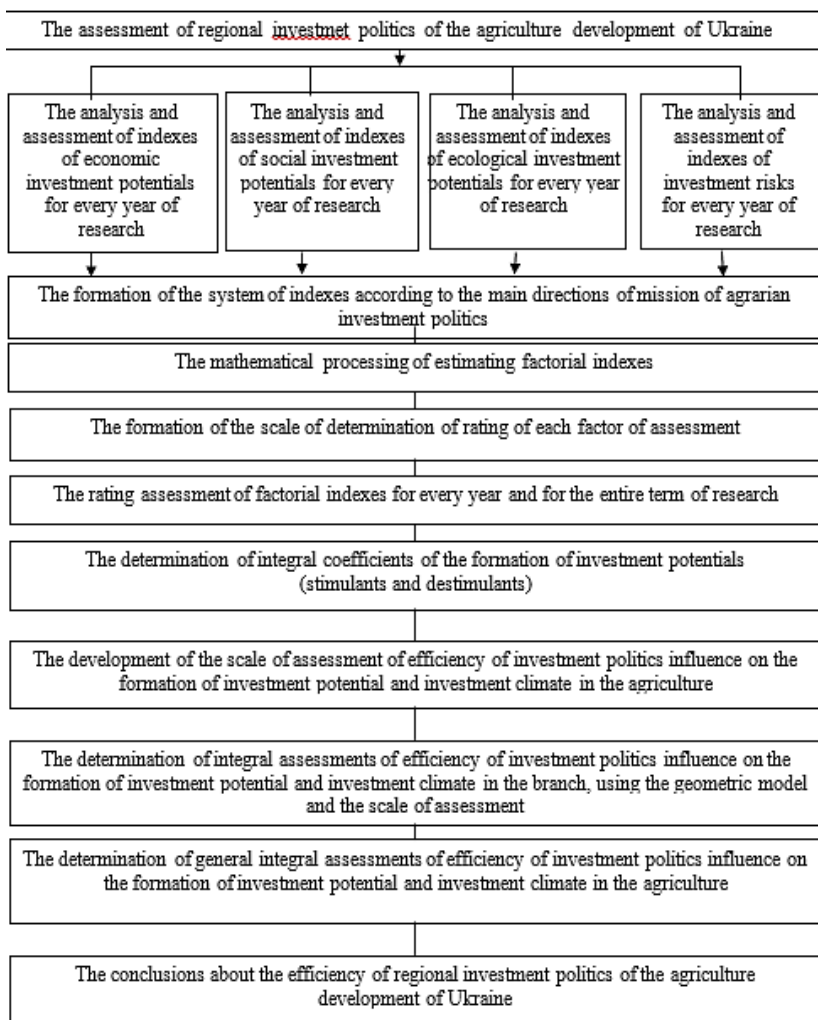 The assessment of regional investmet politics of the agriculture development of Ukraine
The analysis and
assessment of indexes
of economic
investment potentials
for every year of
research
The analysis and
assessment of indexes
of social investment
potentials for every
year of research
The analysis and
assessment of indexes
of ecological investment
potentials for every year
of research
The analysis and
assessment of
indexes of
investment risks
for every year of
research
The formation of the system of indexes according to the main directions of mission of agrarian
investment politics
The mathematical processing of estimating factorial indexes
The formation of the scale of determination of rating of each factor of assessment
The rating assessment of factorial indexes for every year and for the entire term of research
The determination of integral coefficients of the formation of investment potentials
(stimulants and destimulants)
The development of the scale of assessment of efficiency of investment politics influence on the
formation of investment potential and investment climate in the agriculture
The determination of integral assessments of efficiency of investment politics influence on the
formation of investment potential and investment climate in the branch, using the geometric model
and the scale of assessment
The determination of general integral assessments of efficiency of investment politics influence on
the formation of investment potential and investment climate in the agriculture
The conclusions about the efficiency of regional investment politics of the agriculture
development of Ukraine